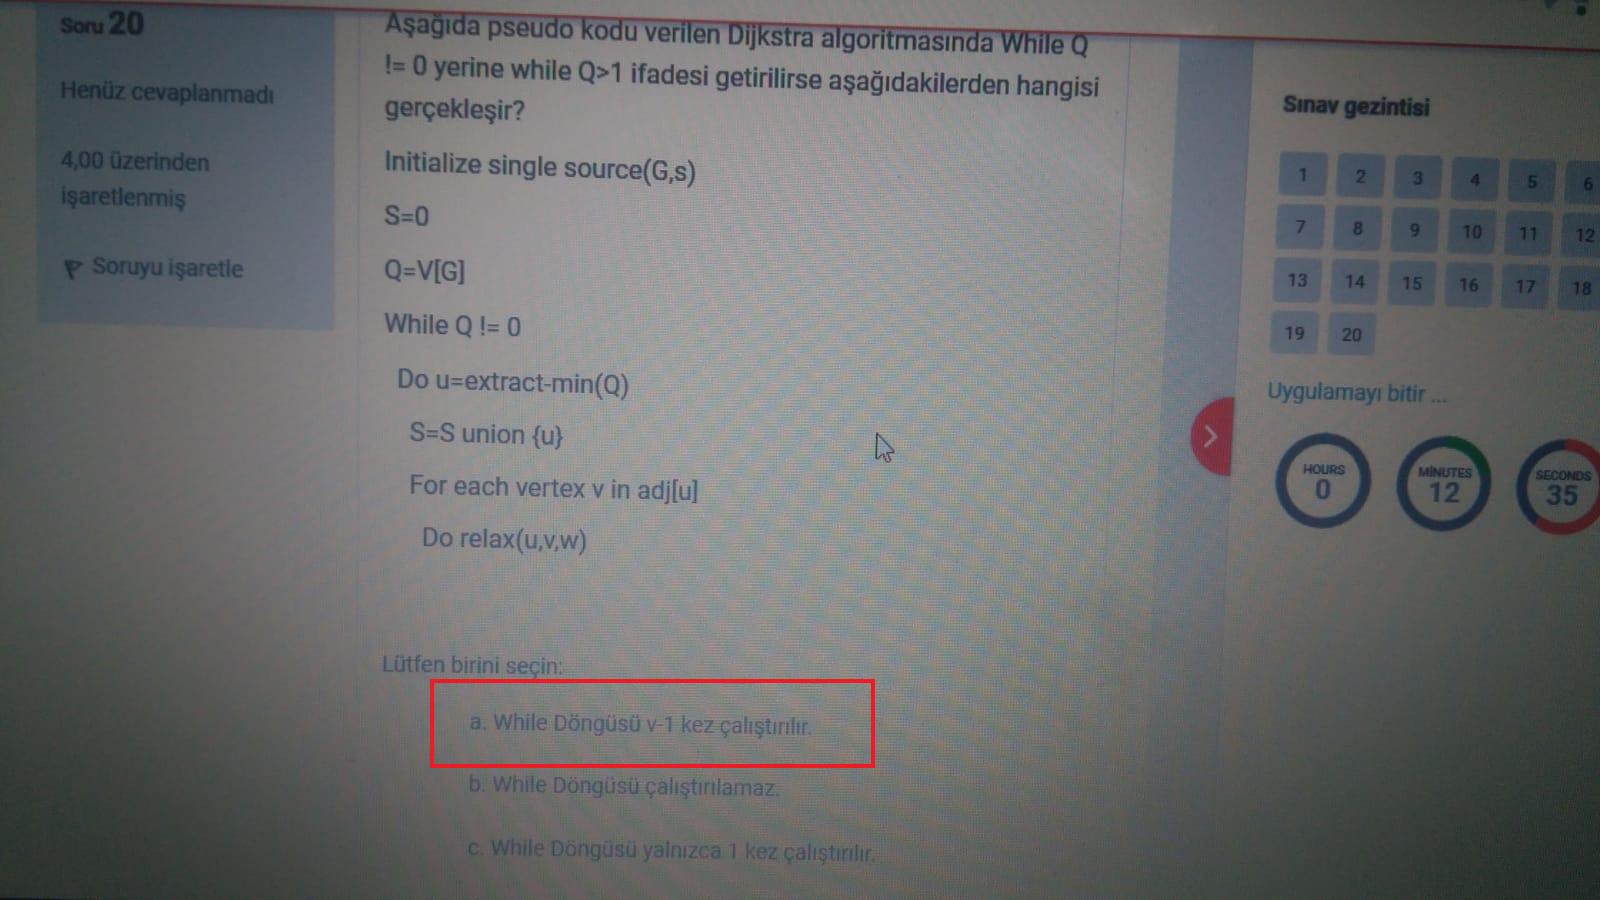 Soru 20
Henüz cevaplanmadı
4,00 üzerinden
işaretlenmiş
Soruyu işaretle
Aşağıda pseudo kodu verilen Dijkstra algoritmasında While Q
!= 0 yerine while Q>1 ifadesi getirilirse aşağıdakilerden hangisi
gerçekleşir?
Initialize single source(G,s)
S=0
Q=V[G]
While Q != 0
Do u=extract-min(Q)
S=S union {u}
For each vertex v in adj[u]
Do relax(u,v,w)
Lütfen birini seçin:
a. While Döngüsü v-1 kez çalıştırılır.
b. While Döngüsü çalıştırılamaz.
c. While Döngüsü yalnızca 1 kez çalıştırılır.
Sınav gezintisi
1 2 3 4 5 6
7 8 9 10 11 12
13 14 15 16 17 18
19 20
Uygulamayı bitir ...
HOURS
0
MİNUTES
12
SECONDS
35